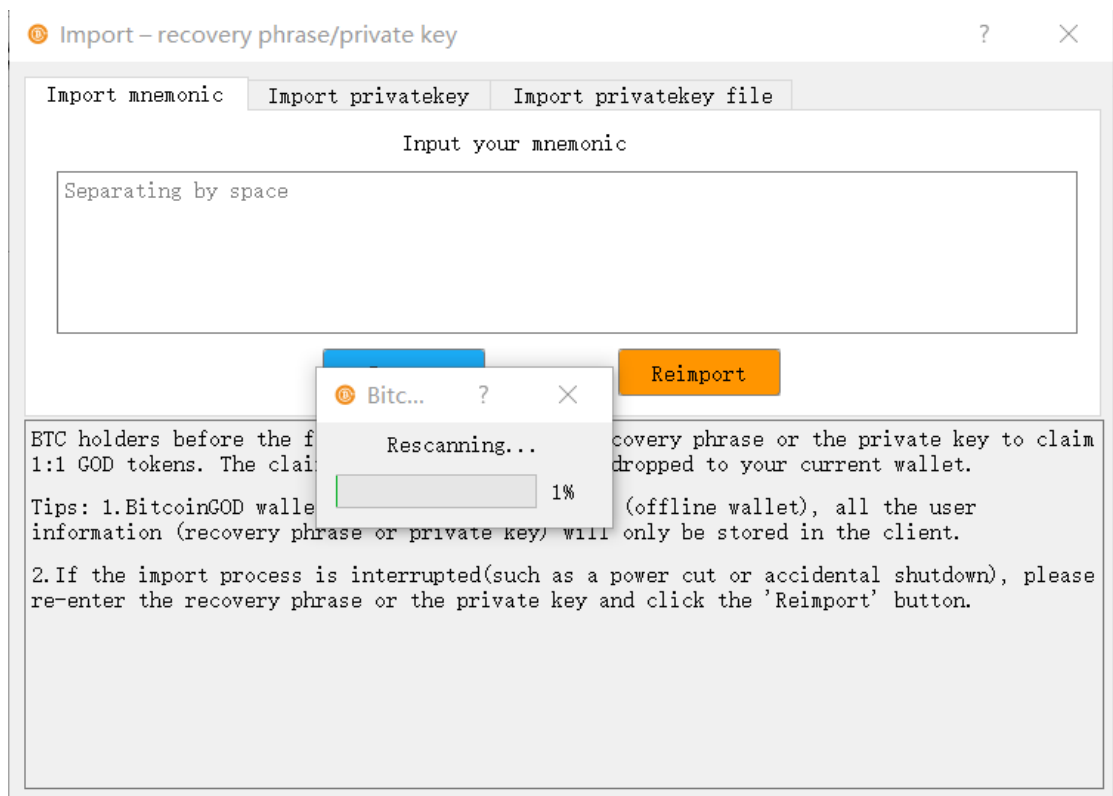 Import – recovery phrase/private key
Import mnemonic Import privatekey Import privatekey file
Input your mnemonic
Separating by space
Reimport
Bitc...
Rescanning...
1%
BTC holders before the f covery phrase or the private key to claim
1:1 GOD tokens. The clai dropped to your current wallet.
Tips: 1.BitcoinGOD walle (offline wallet), all the user
information (recovery phrase or private key) will only be stored in the client.
2.If the import process is interrupted(such as a power cut or accidental shutdown), please
re-enter the recovery phrase or the private key and click the 'Reimport' button.